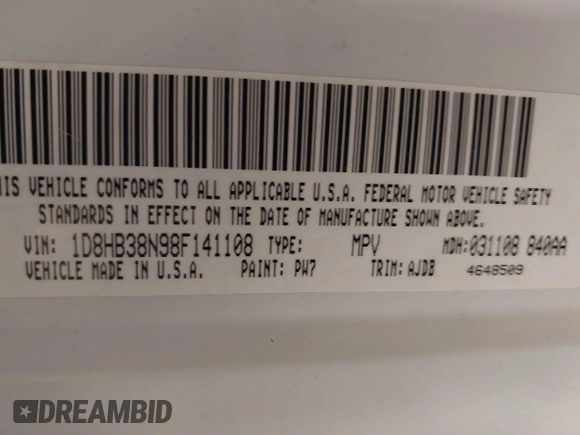 HIS VEHICLE CONFORMS TO ALL APPLICABLE U.S.A. FEDERAL MOTOR VEHICLE SAFETY
STANDARDS IN EFFECT ON THE DATE OF MANUFACTURE SHOWN ABOVE.
VIN: 1D8HB38N98F141108 TYPE: MPV MDH:031108 840AA
VEHICLE MADE IN U.S.A. PAINT: PW7 TRIM: AJDB 4648509
DREAMBID